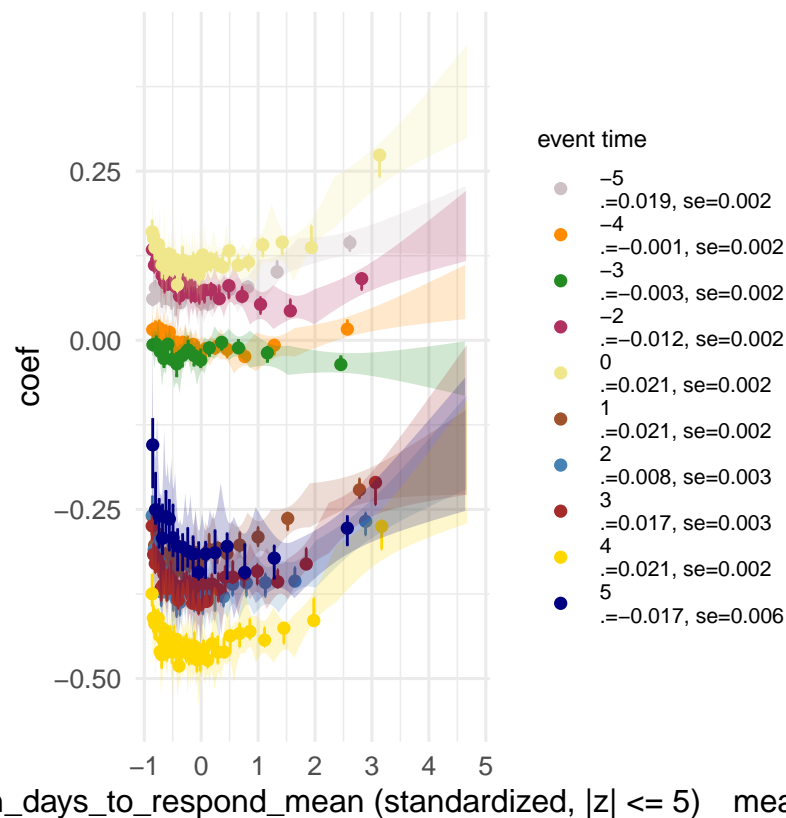 event time
−5
.=0.019, se=0.002
−4
.=−0.001, se=0.002
−3
.=−0.003, se=0.002
−2
.=−0.012, se=0.002
0
.=0.021, se=0.002
1
.=0.021, se=0.002
2
.=0.008, se=0.003
3
.=0.017, se=0.003
4
.=0.021, se=0.002
5
.=−0.017, se=0.006
coef
0.25
0.00
−0.25
−0.50
−1 0 1 2 3 4 5
_days_to_respond_mean (standardized, |z| <= 5) mea